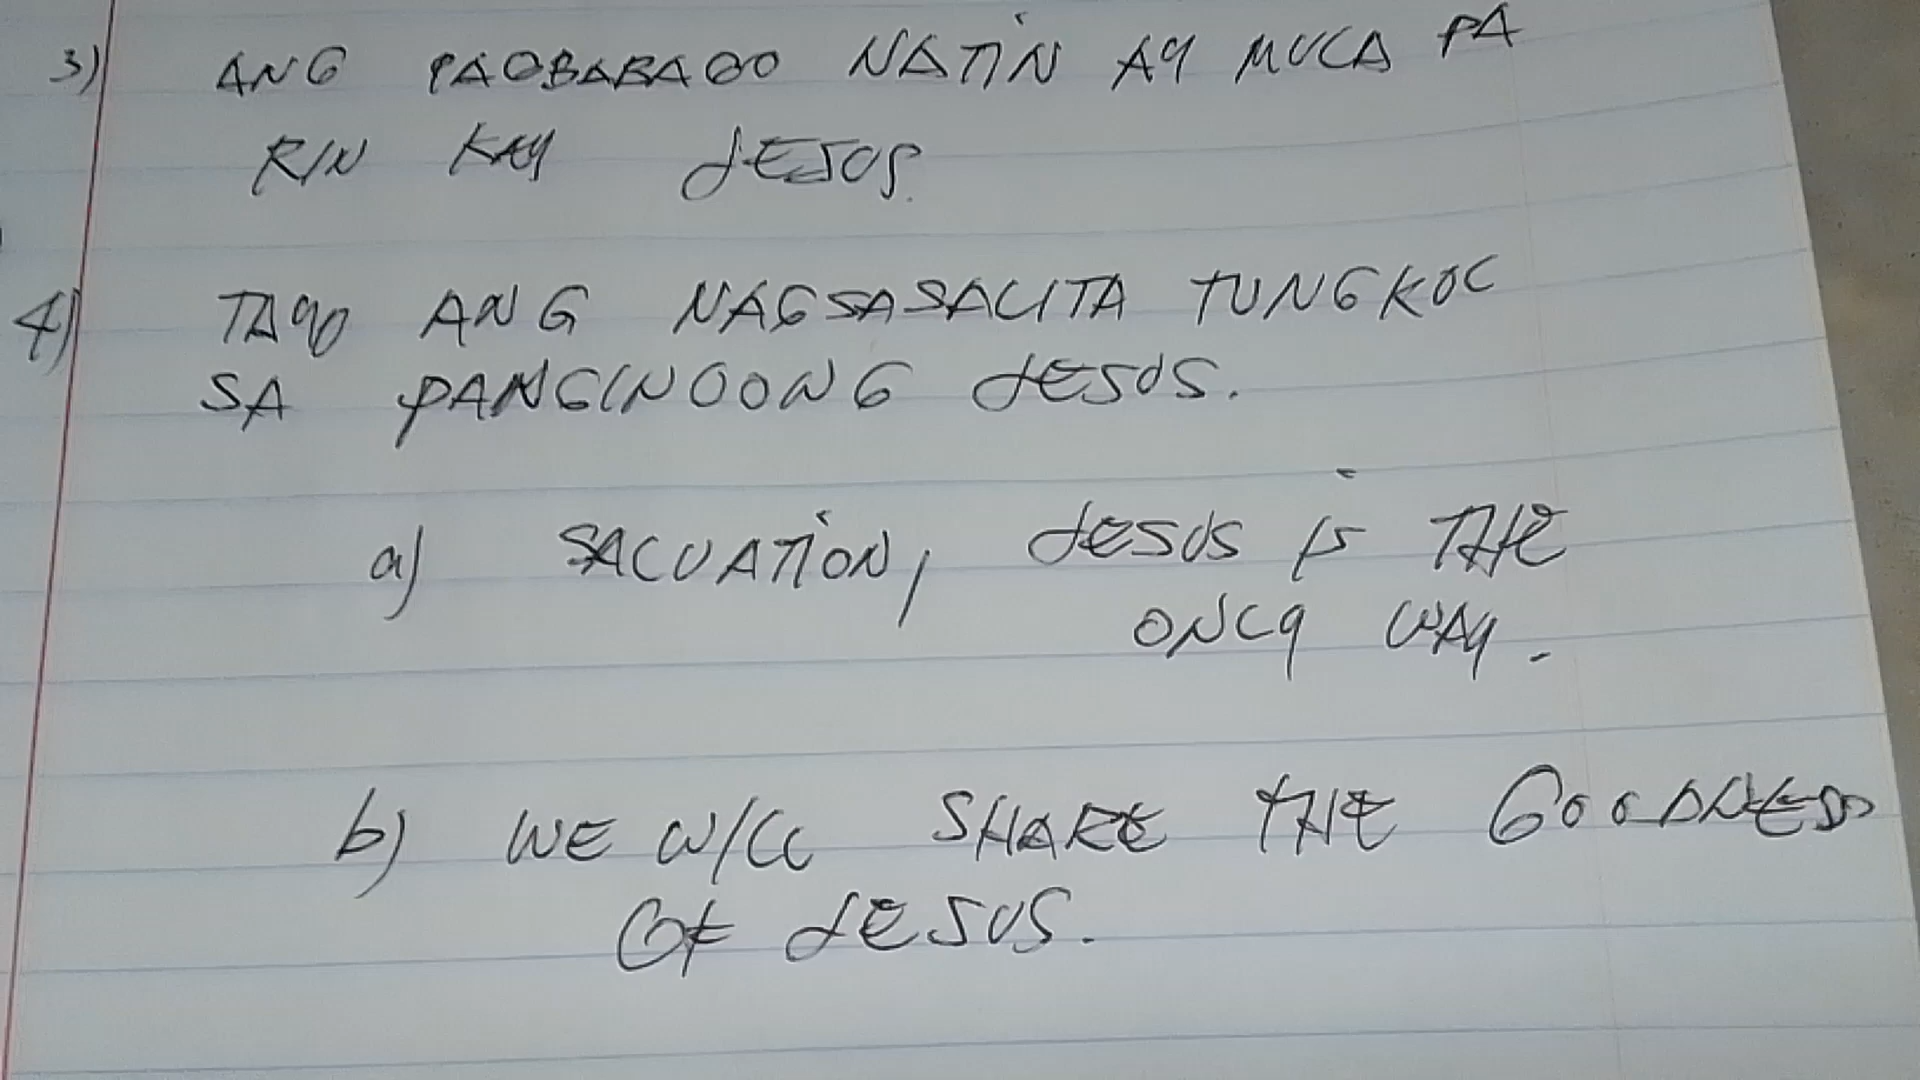 3) ANG PAGBABAGO NATIN AY MULA PA
RIN KAY JESUS.
4) TAYO ANG NAGSASALITA TUNGKOL
SA PANGINOONG JESUS.
a) SALVATION, JESUS IS THE
ONLY WAY.
b) WE WILL SHARE THE GOODNESS
OF JESUS.